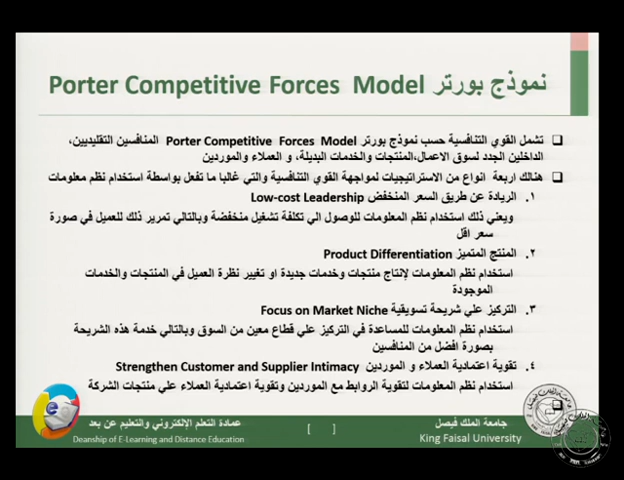 نموذج بورتر Porter Competitive Forces Model
تشمل القوي التنافسية حسب نموذج بورتر Porter Competitive Forces Model المنافسين التقليديين،
الداخلين الجدد لسوق الاعمال،المنتجات والخدمات البديلة، و العملاء والموردين
هنالك اربعة انواع من الاستراتيجيات لمواجهة القوي التنافسية والتي غالبا ما تفعل بواسطة استخدام نظم معلومات
١. الريادة عن طريق السعر المنخفض Low-cost Leadership
ويعني ذلك استخدام نظم المعلومات للوصول الي تكلفة تشغيل منخفضة وبالتالي تمرير ذلك للعميل في صورة
سعر اقل
٢. المنتج المتميز Product Differentiation
استخدام نظم المعلومات لإنتاج منتجات وخدمات جديدة او تغيير نظرة العميل في المنتجات والخدمات
الموجودة
٣. التركيز علي شريحة تسويقية Focus on Market Niche
استخدام نظم المعلومات للمساعدة في التركيز علي قطاع معين من السوق وبالتالي خدمة هذه الشريحة
بصورة افضل من المنافسين
٤. تقوية اعتمادية العملاء و الموردين Strengthen Customer and Supplier Intimacy
استخدام نظم المعلومات لتقوية الروابط مع الموردين وتقوية اعتمادية العملاء علي منتجات الشركة
جامعة الملك فيصل
King Faisal University
[ ]
عمادة التعلم الإلكتروني والتعليم عن بعد
Deanship of E-Learning and Distance Education